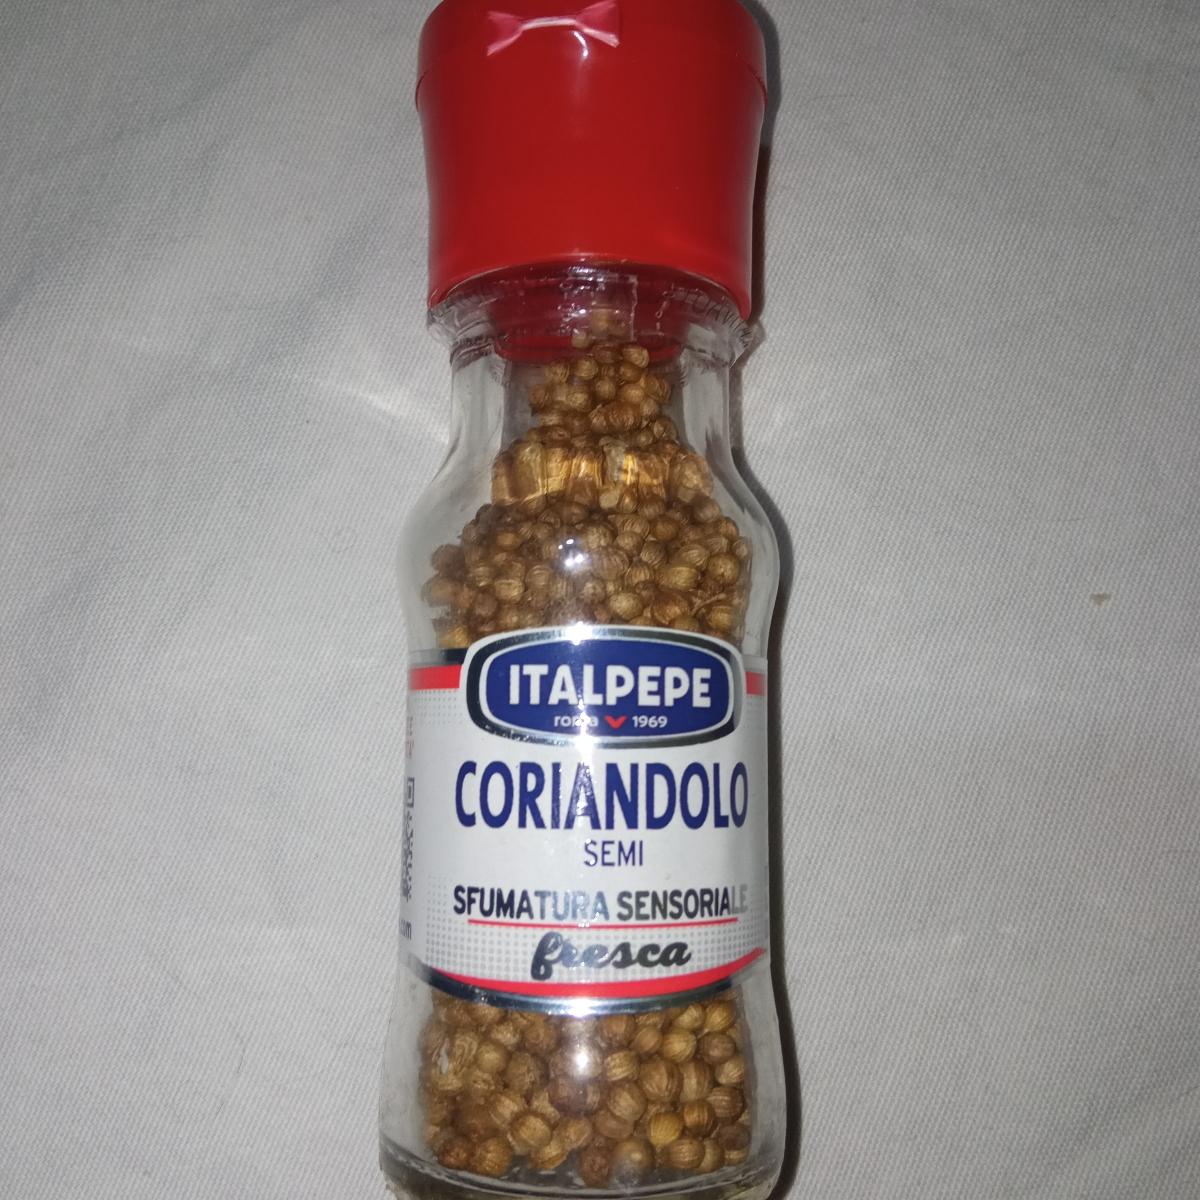 ITALPEPE
roma 1969
CORIANDOLO
SEMI
SFUMATURA SENSORIALE
fresca